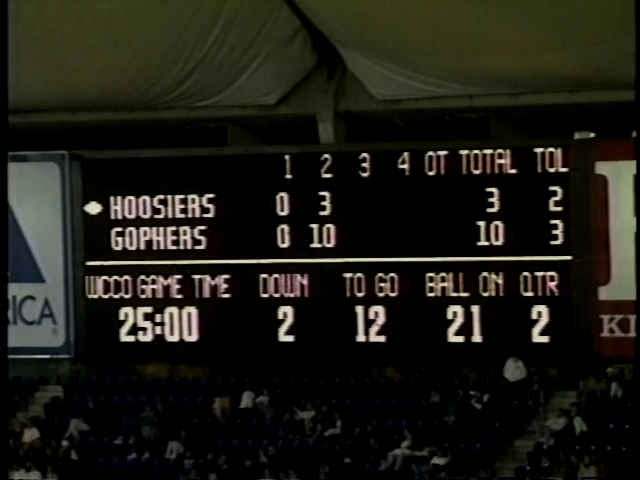 1 2 3 4 OT TOTAL TOL
HOOSIERS 0 3 3 2
GOPHERS 0 10 10 3
WCCO GAME TIME DOWN TO GO BALL ON QTR
25:00 2 12 21 2
RICA
KI